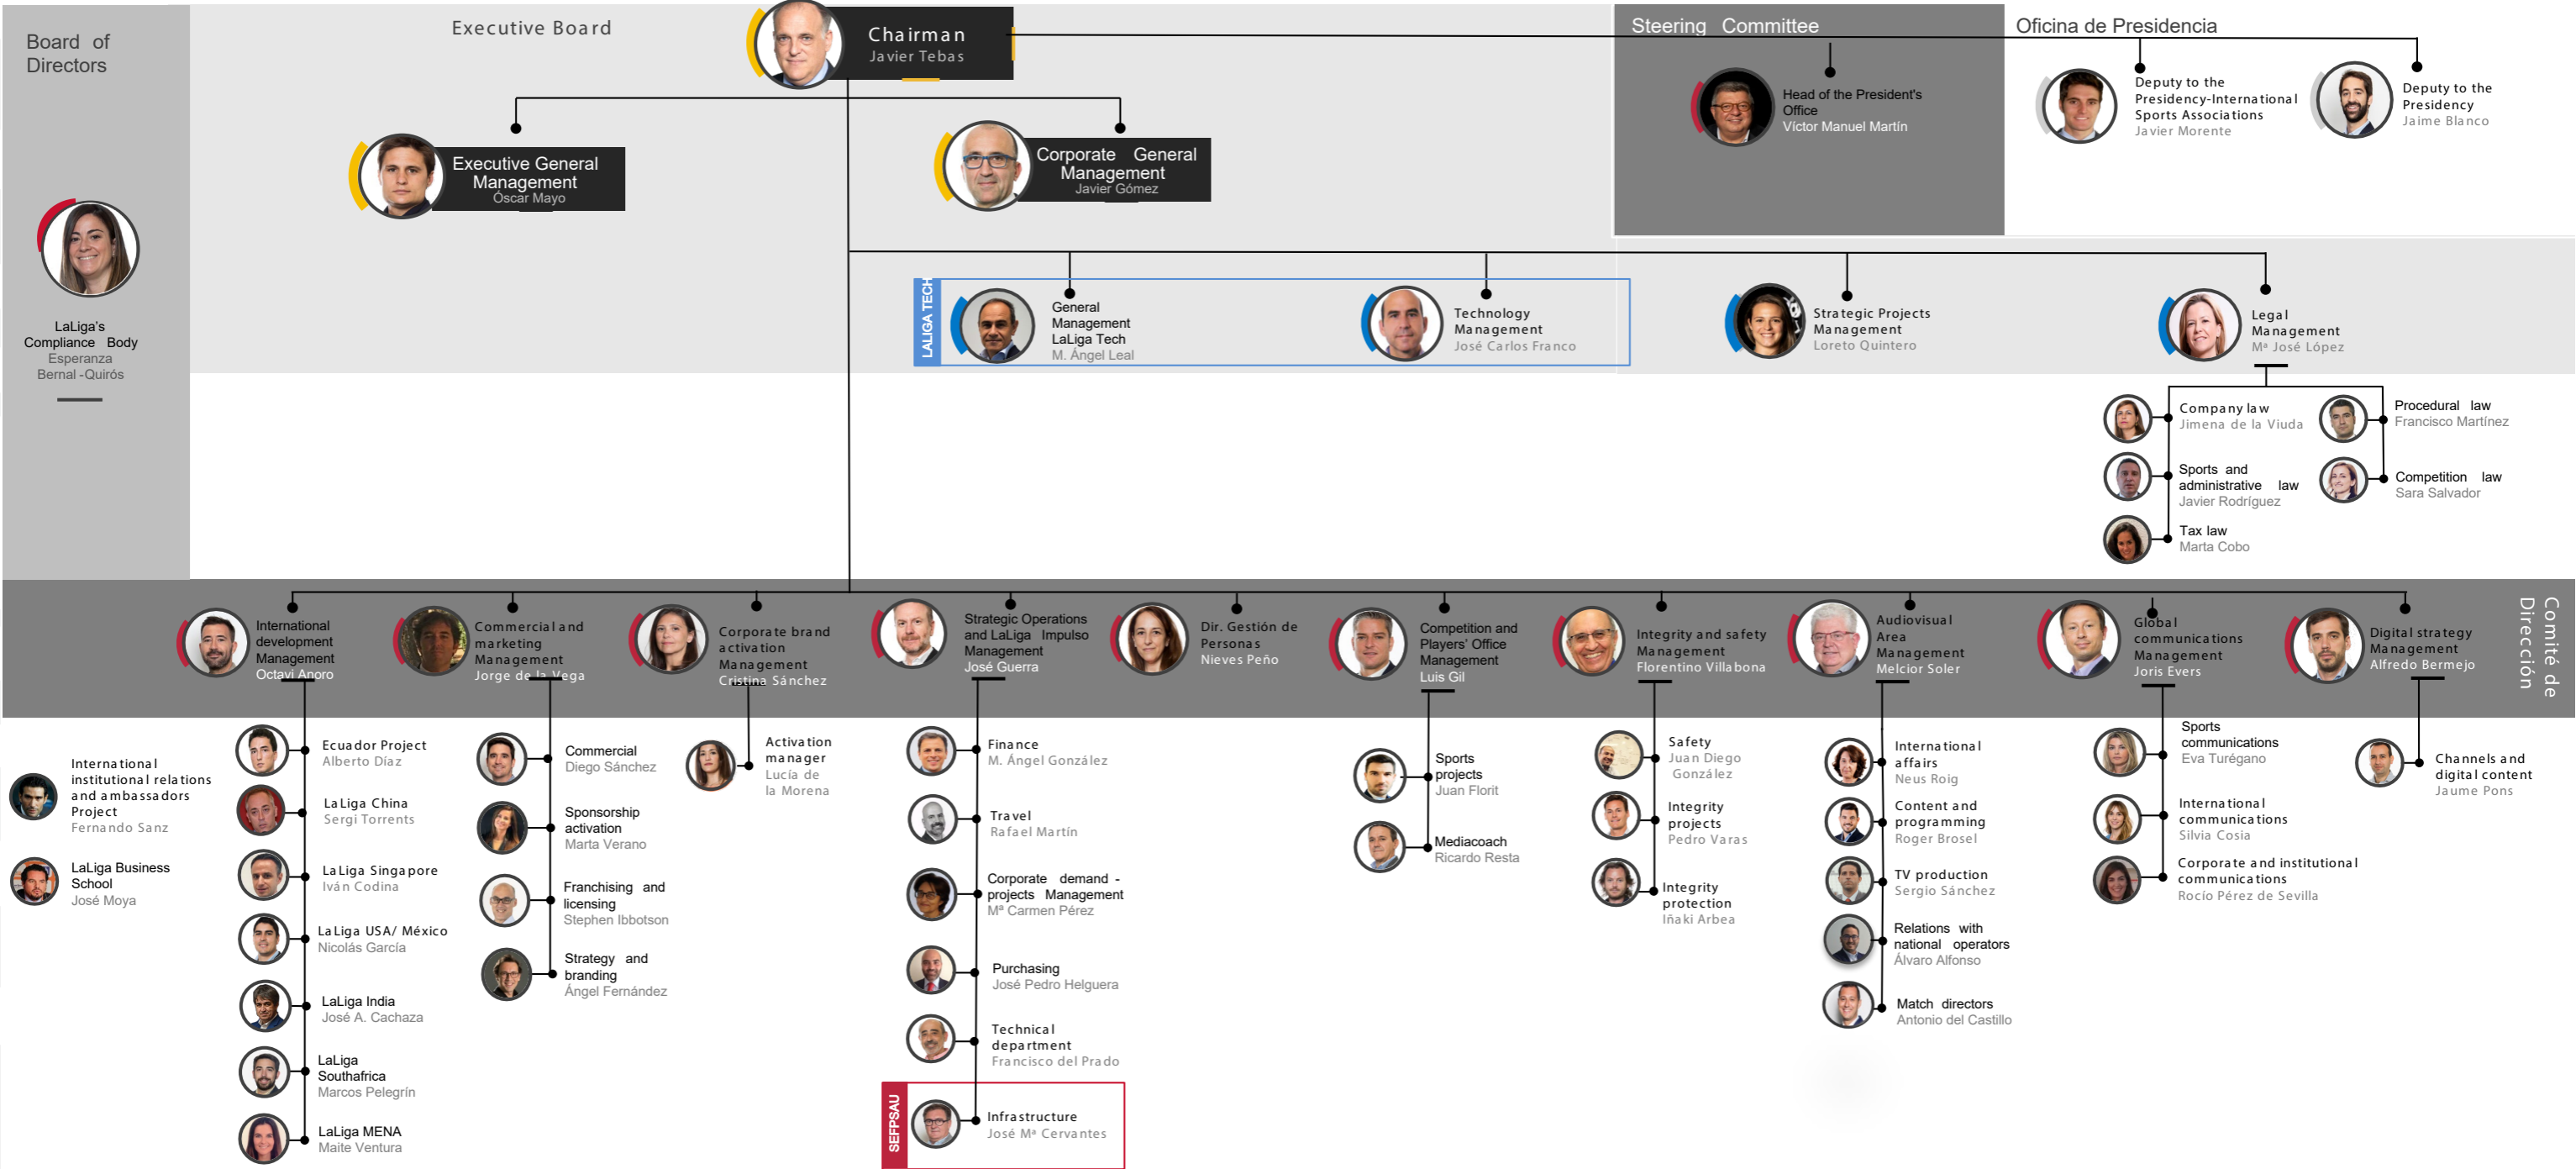 Board of
Directors
LaLiga's
Compliance Body
Esperanza
Bernal -Quirós
Executive Board
Chairman
Javier Tebas
Executive General
Management
Óscar Mayo
Corporate General
Management
Javier Gómez
Steering Committee
Head of the President's
Office
Víctor Manuel Martín
Oficina de Presidencia
Deputy to the
Presidency-International
Sports Associations
Javier Morente
Deputy to the
Presidency
Jaime Blanco
LALIGA TECH
General
Management
LaLiga Tech
M. Ángel Leal
Technology
Management
José Carlos Franco
Strategic Projects
Management
Loreto Quintero
Legal
Management
Mª José López
Company law
Jimena de la Viuda
Sports and
administrative law
Javier Rodríguez
Tax law
Marta Cobo
Procedural law
Francisco Martínez
Competition law
Sara Salvador
Comité de
Dirección
International
development
Management
Octavi Anoro
Commercial and
marketing
Management
Jorge de la Vega
Corporate brand
activation
Management
Cristina Sánchez
Strategic Operations
and LaLiga Impulso
Management
José Guerra
Dir. Gestión de
Personas
Nieves Peño
Competition and
Players' Office
Management
Luis Gil
Integrity and safety
Management
Florentino Villabona
Audiovisual
Area
Management
Melcior Soler
Global
communications
Management
Joris Evers
Digital strategy
Management
Alfredo Bermejo
International
institutional relations
and ambassadors
Project
Fernando Sanz
LaLiga Business
School
José Moya
Ecuador Project
Alberto Díaz
LaLiga China
Sergi Torrents
LaLiga Singapore
Iván Codina
LaLiga USA/ México
Nicolás García
LaLiga India
José A. Cachaza
LaLiga
Southafrica
Marcos Pelegrín
LaLiga MENA
Maite Ventura
Commercial
Diego Sánchez
Sponsorship
activation
Marta Verano
Franchising and
licensing
Stephen Ibbotson
Strategy and
branding
Ángel Fernández
Activation
manager
Lucía de
la Morena
Finance
M. Ángel González
Travel
Rafael Martín
Corporate demand -
projects Management
Mª Carmen Pérez
Purchasing
José Pedro Helguera
Technical
department
Francisco del Prado
SEFPSAU
Infrastructure
José Mª Cervantes
Sports
projects
Juan Florit
Mediacoach
Ricardo Resta
Safety
Juan Diego
González
Integrity
projects
Pedro Varas
Integrity
protection
Iñaki Arbea
International
affairs
Neus Roig
Content and
programming
Roger Brosel
TV production
Sergio Sánchez
Relations with
national operators
Álvaro Alfonso
Match directors
Antonio del Castillo
Sports
communications
Eva Turégano
International
communications
Silvia Cosia
Corporate and institutional
communications
Rocío Pérez de Sevilla
Channels and
digital content
Jaume Pons